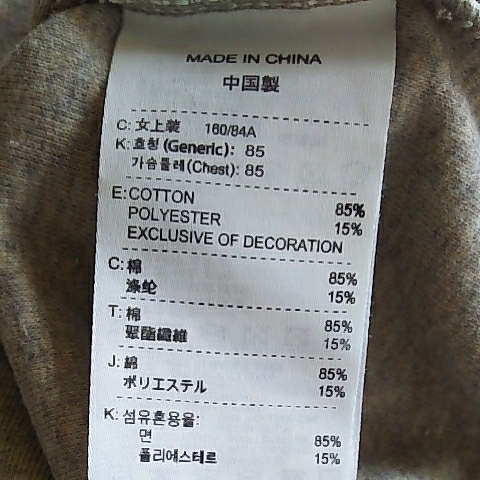 MADE IN CHINA
中国製
C: 女上装 160/84A
K: 호칭 (Generic): 85
가슴둘레(Chest): 85
E: COTTON 85%
POLYESTER 15%
EXCLUSIVE OF DECORATION
C: 棉 85%
涤纶 15%
T: 棉 85%
聚酯纖維 15%
J: 綿 85%
ポリエステル 15%
K: 섬유혼용율:
면 85%
폴리에스테르 15%